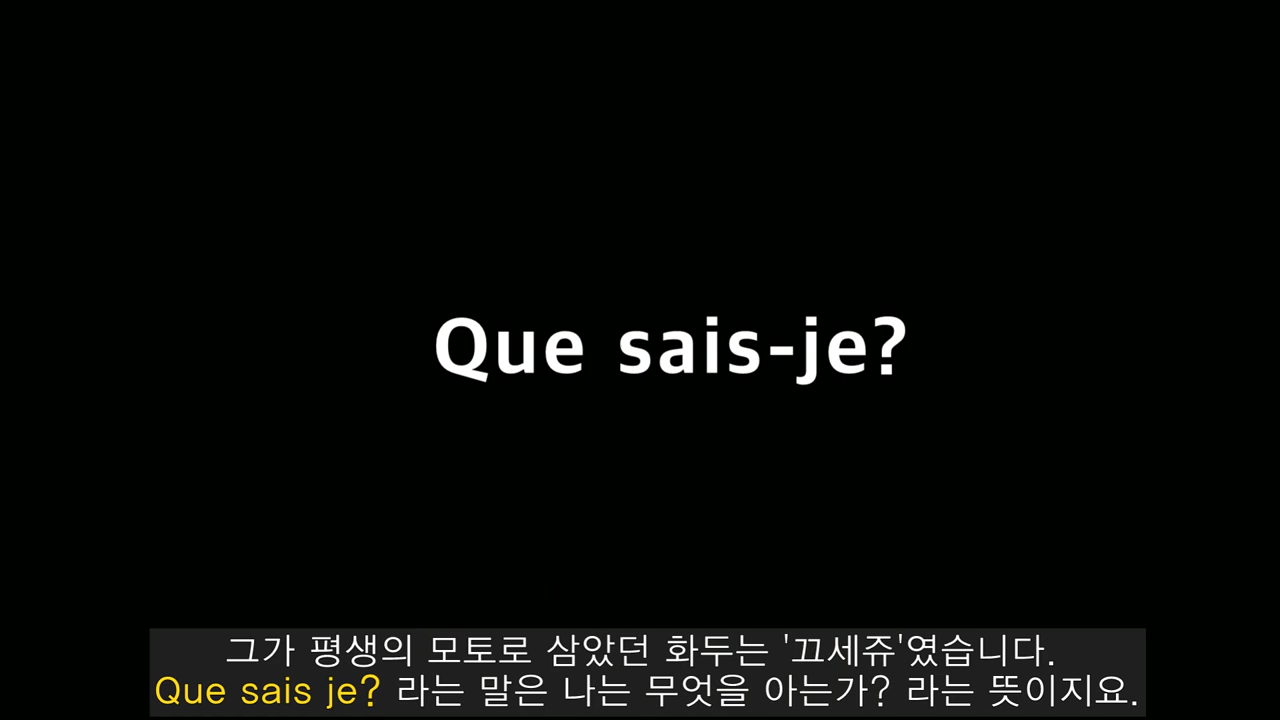 Que sais-je?
그가 평생의 모토로 삼았던 화두는 '끄세쥬'였습니다.
Que sais je? 라는 말은 나는 무엇을 아는가? 라는 뜻이지요.